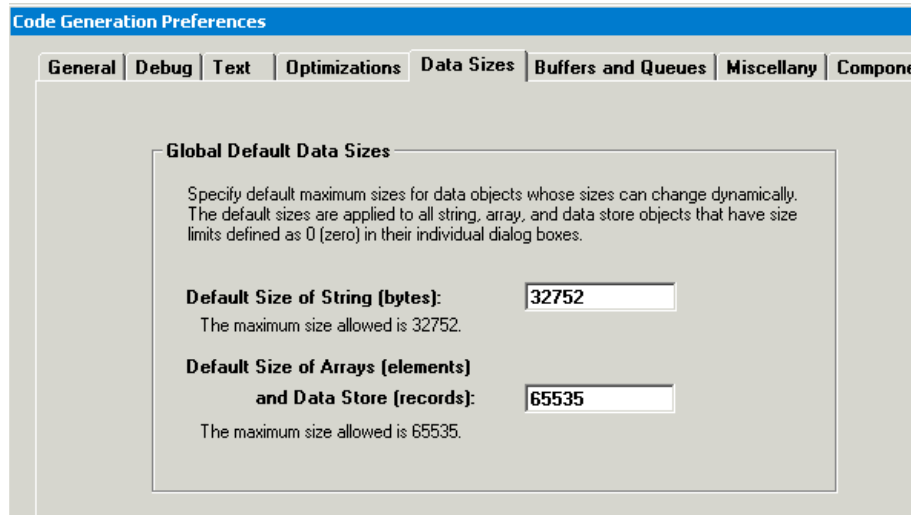 Code Generation Preferences
General Debug Text Optimizations Data Sizes Buffers and Queues Miscellany
Global Default Data Sizes
Specify default maximum sizes for data objects whose sizes can change dynamically.
The default sizes are applied to all string, array, and data store objects that have size
limits defined as 0 (zero) in their individual dialog boxes.
Default Size of String (bytes): 32752
The maximum size allowed is 32752.
Default Size of Arrays (elements)
and Data Store (records): 65535
The maximum size allowed is 65535.